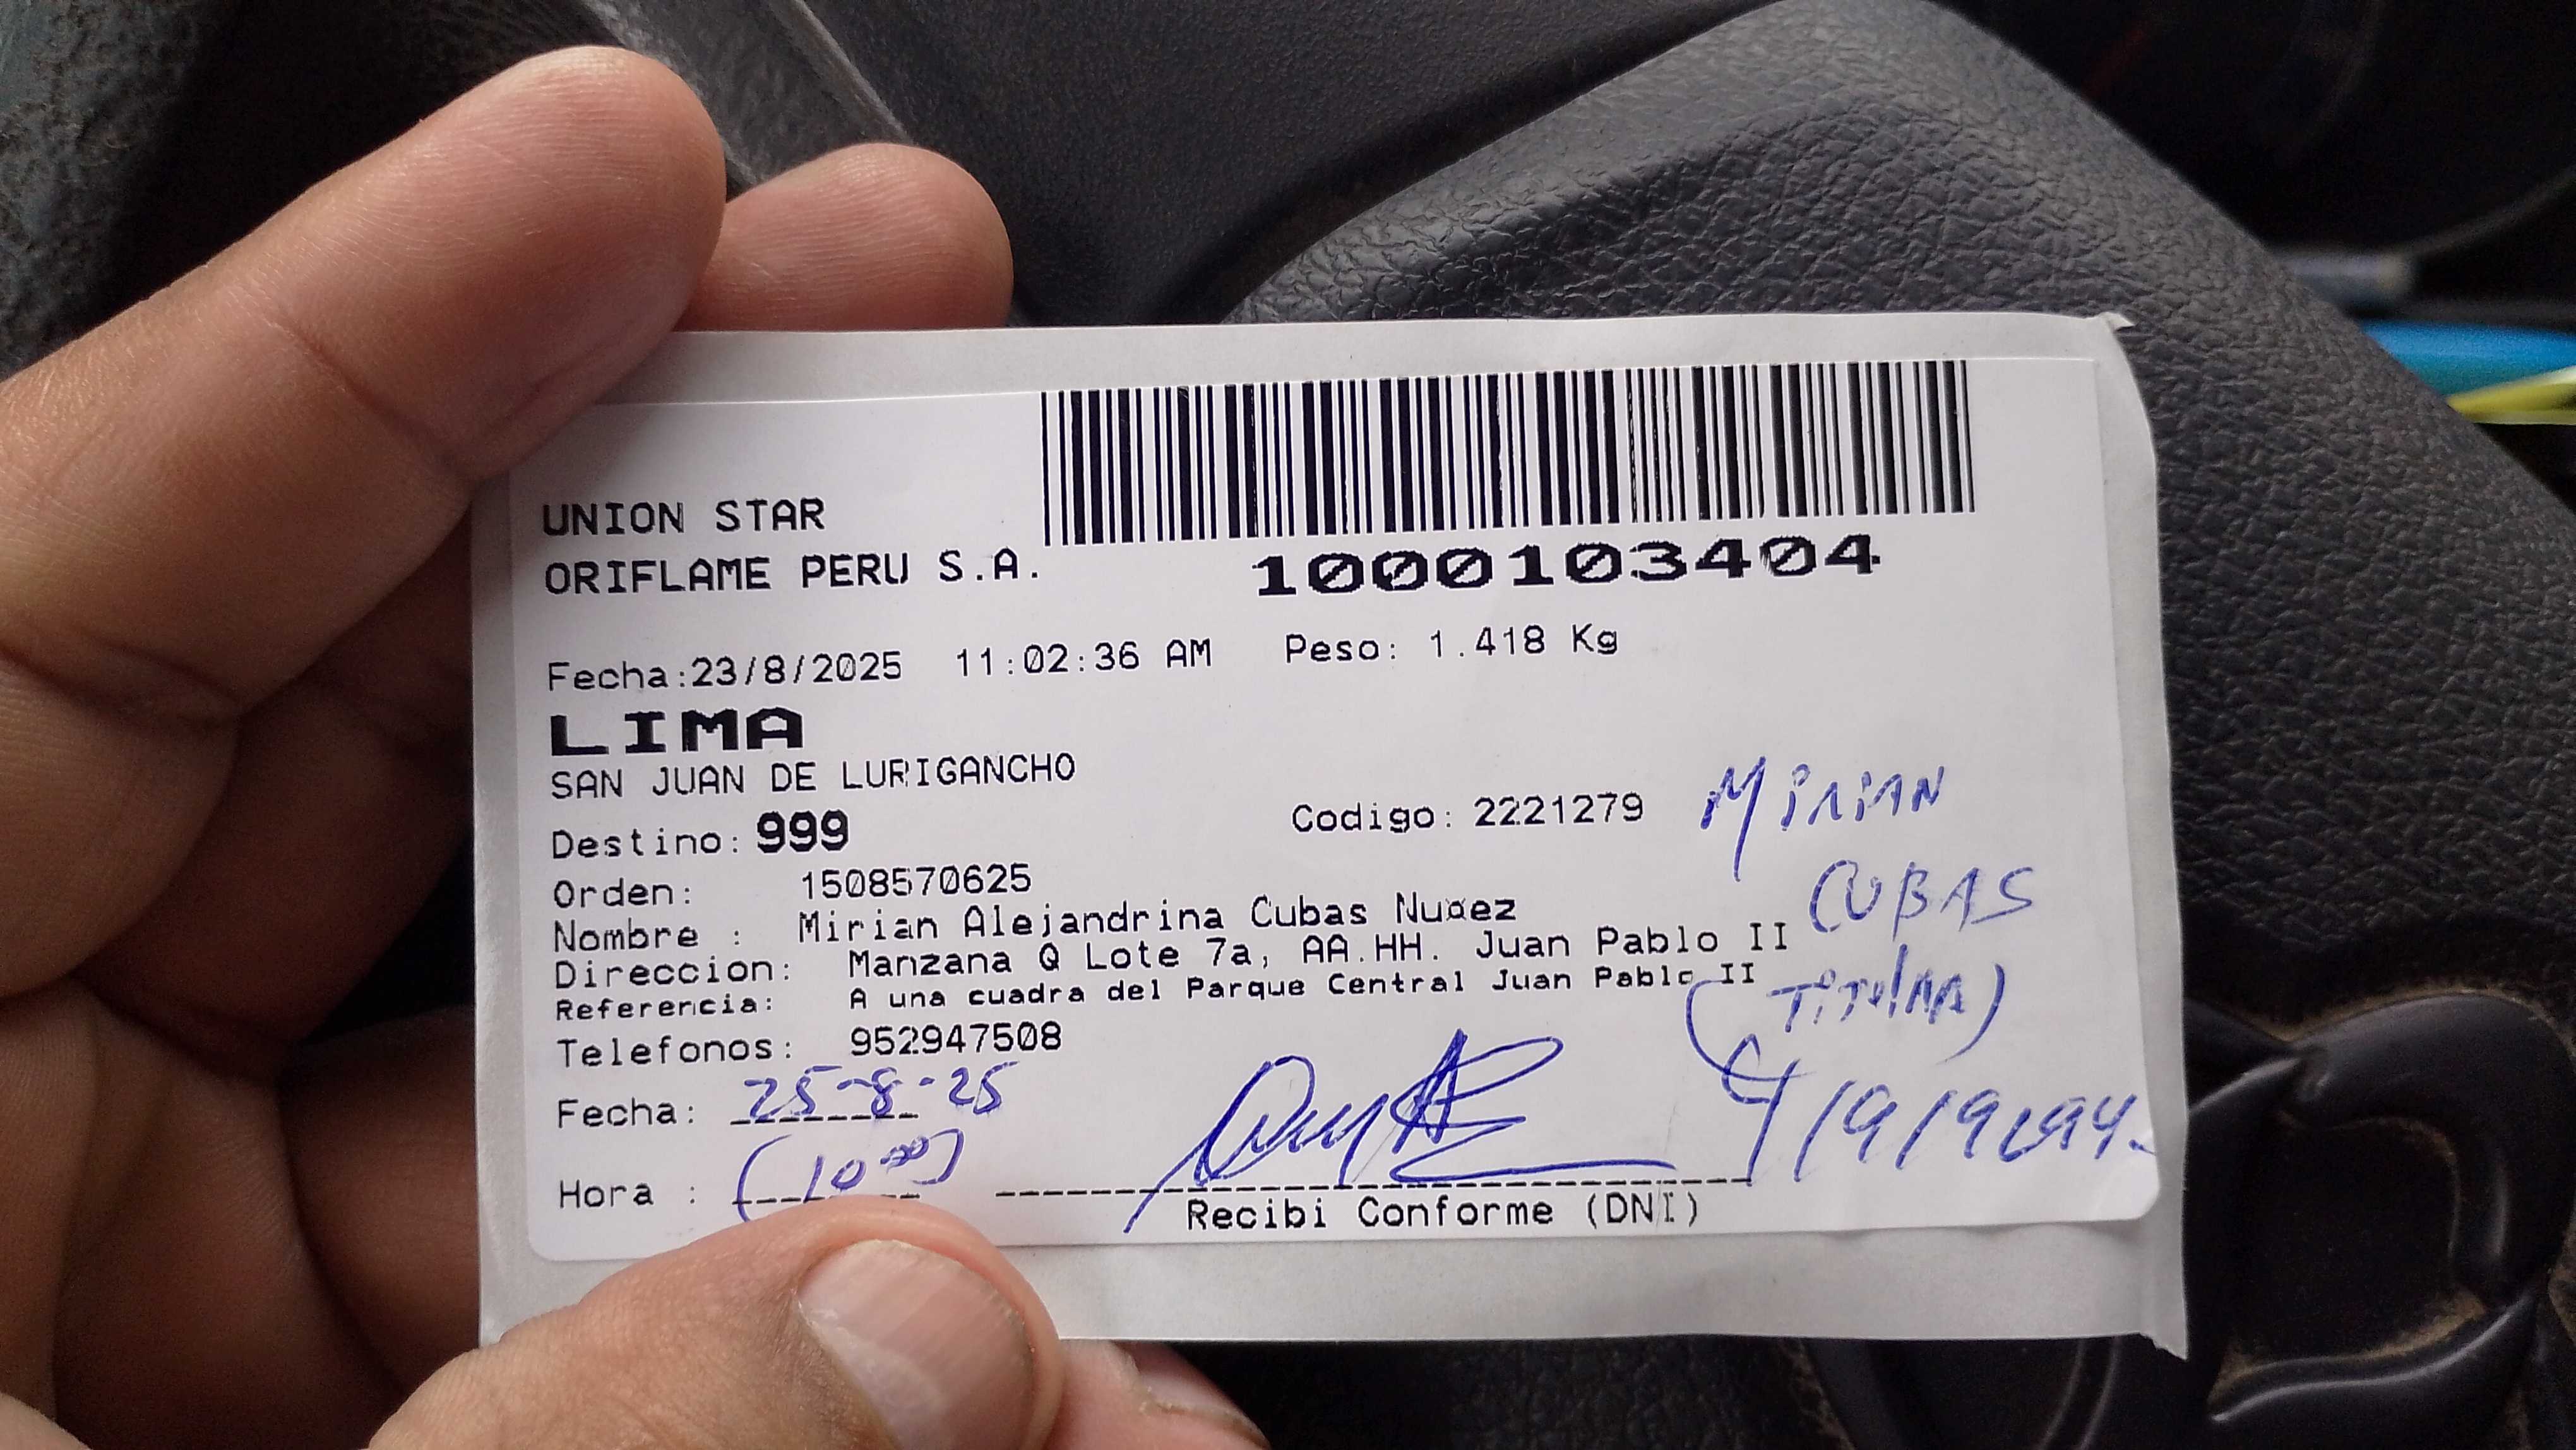 UNION STAR
ORIFLAME PERU S.A.
1000103404
Fecha:23/8/2025 11:02:36 AM Peso: 1.418 Kg
LIMA
SAN JUAN DE LURIGANCHO
Destino: 999 Codigo: 2221279
Orden: 1508570625
Nombre : Mirian Alejandrina Cubas Nuñez
Direccion: Manzana Q Lote 7a, AA.HH. Juan Pablo II
Referencia: A una cuadra del Parque Central Juan Pablo II
Telefonos: 952947508
Fecha: 25-8-25
Hora : (10:00)
Recibi Conforme (DNI)
MIRIAN
CUBAS
(TITULAR)